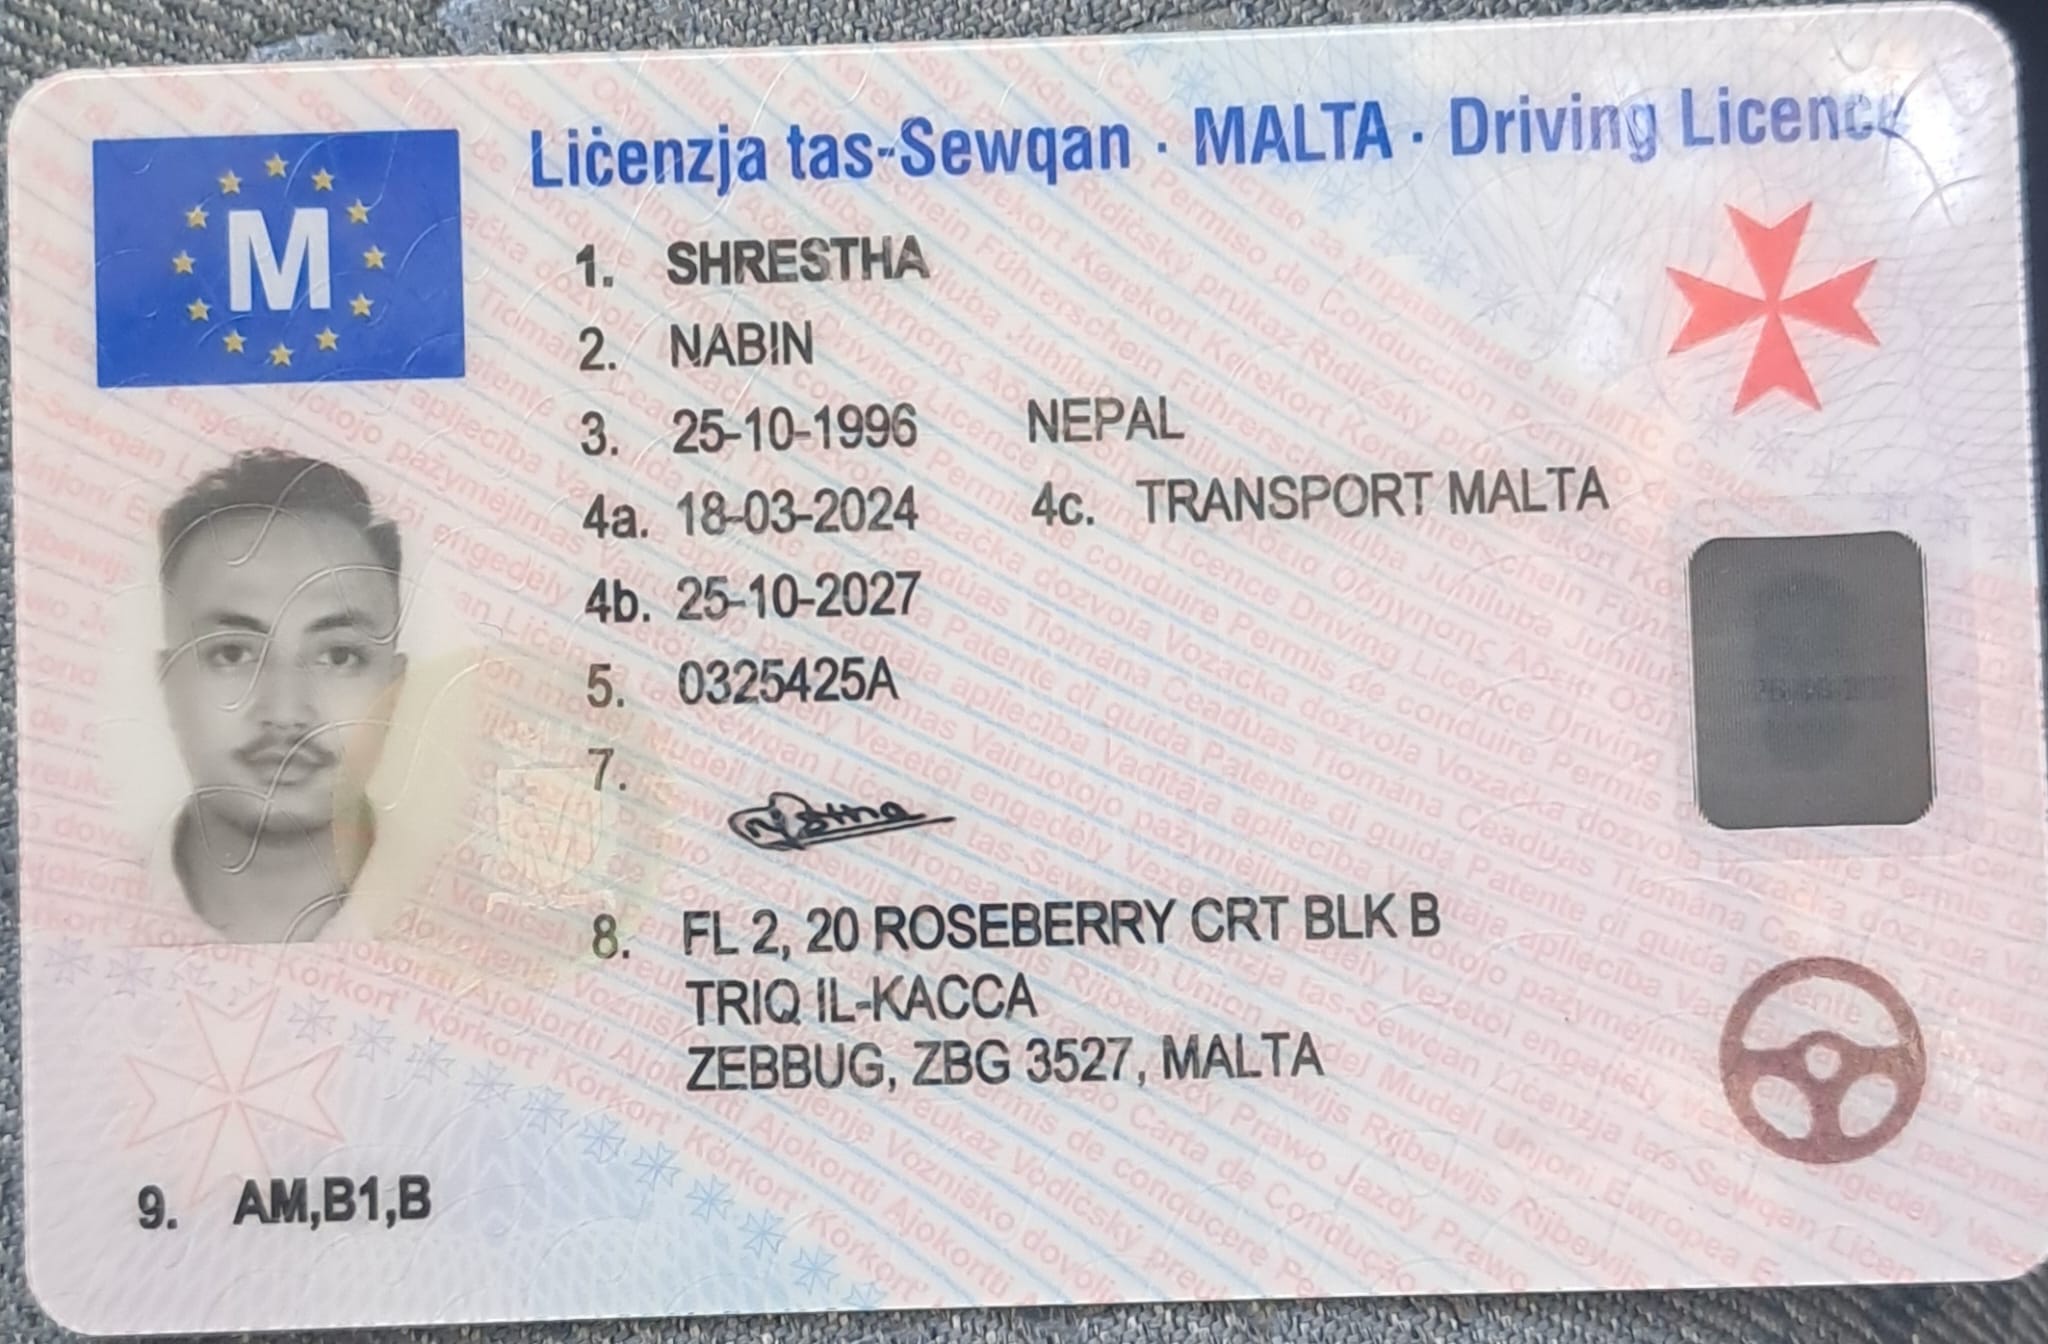 Liċenzja tas-Sewqan · MALTA · Driving Licence
M
1. SHRESTHA
2. NABIN
3. 25-10-1996 NEPAL
4a. 18-03-2024 4c. TRANSPORT MALTA
4b. 25-10-2027
5. 0325425A
7.
8. FL 2, 20 ROSEBERRY CRT BLK B
TRIQ IL-KACCA
ZEBBUG, ZBG 3527, MALTA
9. AM,B1,B